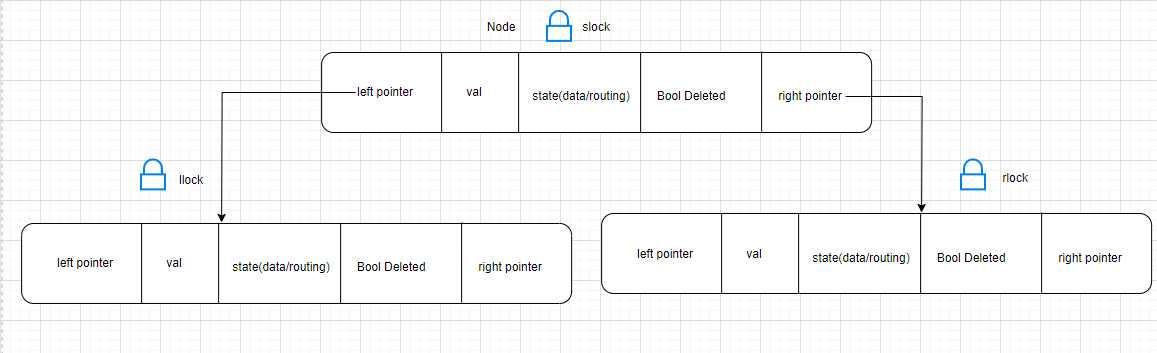 Node slock
left pointer val state(data/routing) Bool Deleted right pointer
llock rlock
left pointer val state(data/routing) Bool Deleted right pointer
left pointer val state(data/routing) Bool Deleted right pointer